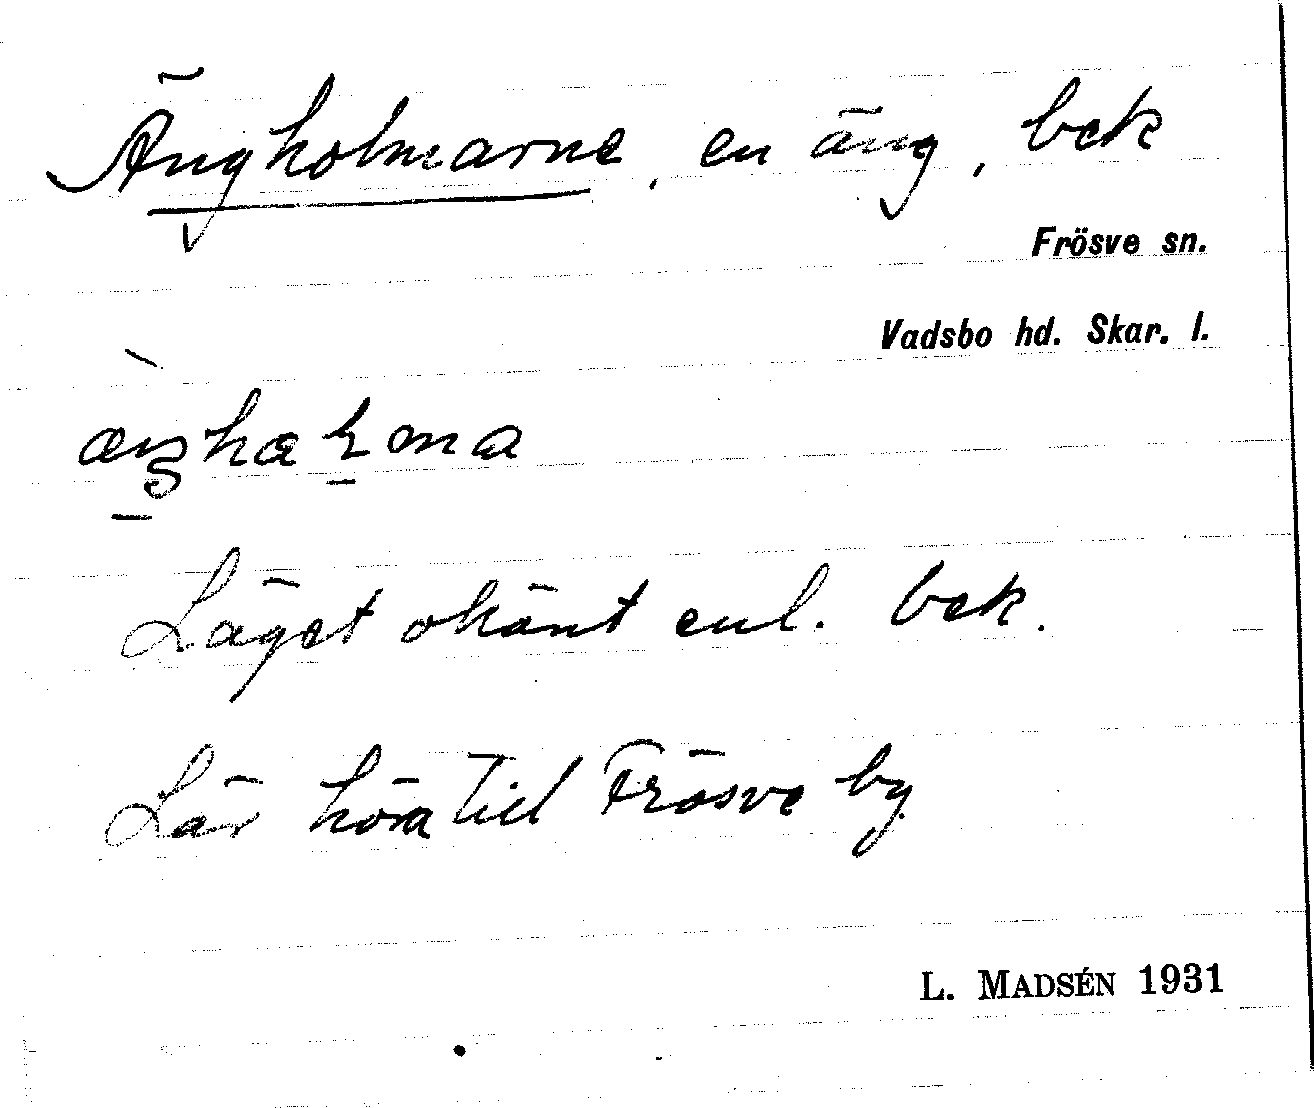 Ängholmarne, en äng, bek
Frösve sn.
Vadsbo hd. Skar. l.
Läget okänt enl. bek.
Lär höra till Frösve by.
L. MADSÉN 1931